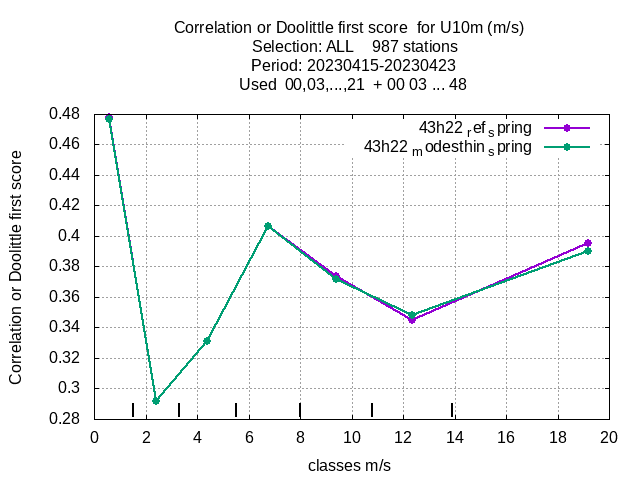 Correlation or Doolittle first score  for U10m (m/s)
Selection: ALL    987 stations
Period: 20230415-20230423
Used  00,03,...,21  + 00 03 ... 48
43h22 ref spring
43h22 modesthin spring
Correlation or Doolittle first score
0.48
0.46
0.44
0.42
0.4
0.38
0.36
0.34
0.32
0.3
0.28
0 2 4 6 8 10 12 14 16 18 20
classes m/s